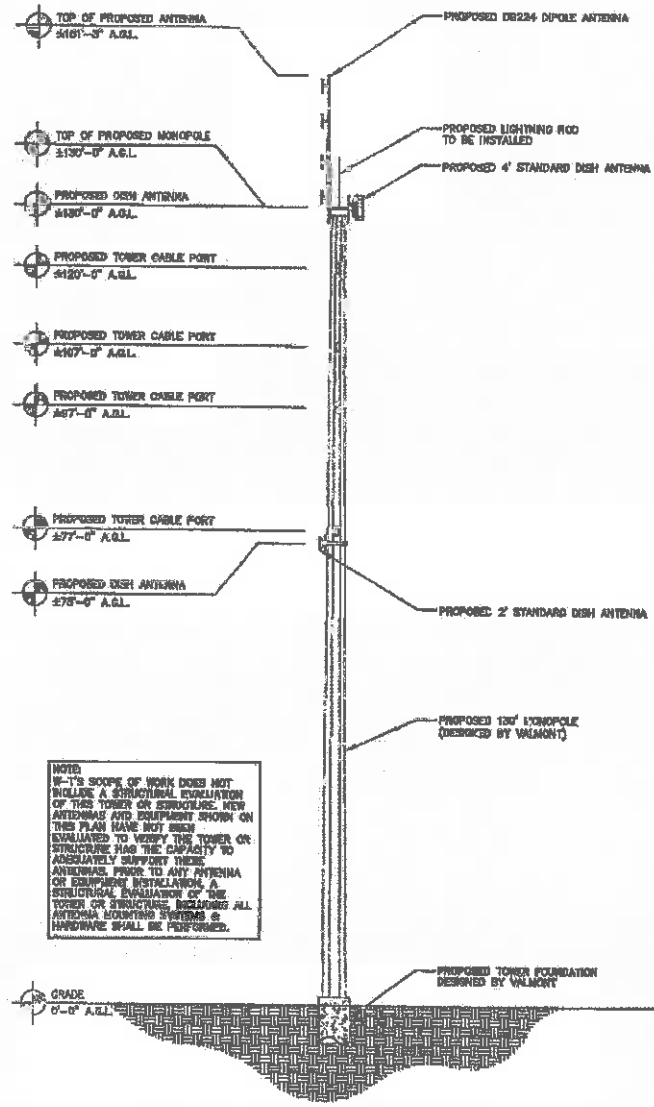 TOP OF PROPOSED ANTENNA
±151'-3" A.G.L.
TOP OF PROPOSED MONOPOLE
±130'-0" A.G.L.
PROPOSED DISH ANTENNA
±130'-0" A.G.L.
PROPOSED TOWER CABLE PORT
±120'-0" A.G.L.
PROPOSED TOWER CABLE PORT
±107'-0" A.G.L.
PROPOSED TOWER CABLE PORT
±97'-0" A.G.L.
PROPOSED TOWER CABLE PORT
±77'-0" A.G.L.
PROPOSED DISH ANTENNA
±75'-0" A.G.L.
PROPOSED DB224 DIPOLE ANTENNA
PROPOSED LIGHTNING ROD
TO BE INSTALLED
PROPOSED 4' STANDARD DISH ANTENNA
PROPOSED 2' STANDARD DISH ANTENNA
PROPOSED 130' MONOPOLE
(DESIGNED BY VALMONT)
NOTE:
W-T'S SCOPE OF WORK DOES NOT
INCLUDE A STRUCTURAL EVALUATION
OF THIS TOWER OR STRUCTURE. NEW
ANTENNAS AND EQUIPMENT SHOWN ON
THIS PLAN HAVE NOT BEEN
EVALUATED TO VERIFY THE TOWER OR
STRUCTURE HAS THE CAPACITY TO
ADEQUATELY SUPPORT THESE
ANTENNAS. PRIOR TO ANY ANTENNA
OR EQUIPMENT INSTALLATION, A
STRUCTURAL EVALUATION OF THE
TOWER OR STRUCTURE, INCLUDING ALL
ANTENNA MOUNTING SYSTEMS &
HARDWARE SHALL BE PERFORMED.
PROPOSED TOWER FOUNDATION
DESIGNED BY VALMONT
GRADE
0'-0" A.G.L.